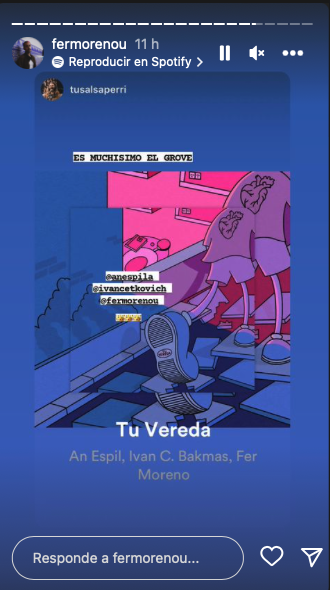 fermorenou 11 h
Reproducir en Spotify >
tusalsaperri
ES MUCHISIMO EL GROVE
@anespila
@ivancetkovich
@fermorenou
Tu Vereda
An Espil, Ivan C. Bakmas, Fer
Moreno
Responde a fermorenou...